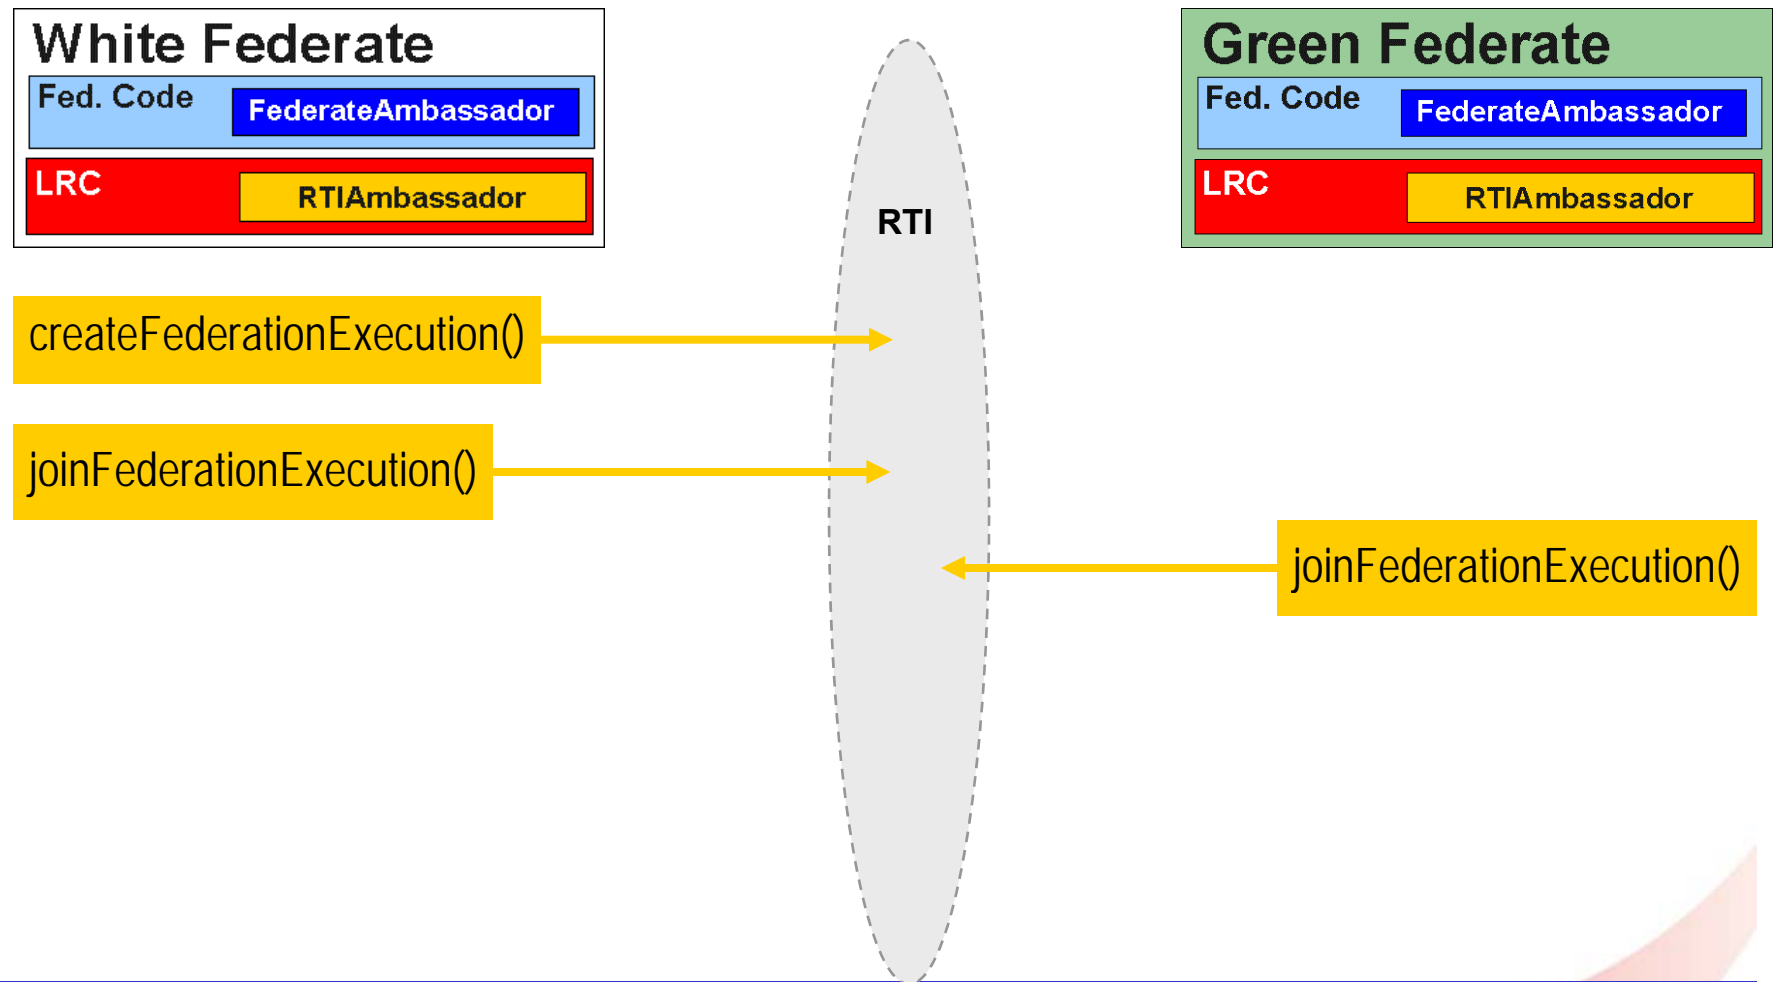 White Federate
Fed. Code
FederateAmbassador
LRC
RTIAmbassador
RTI
Green Federate
Fed. Code
FederateAmbassador
LRC
RTIAmbassador
createFederationExecution()
joinFederationExecution()
joinFederationExecution()